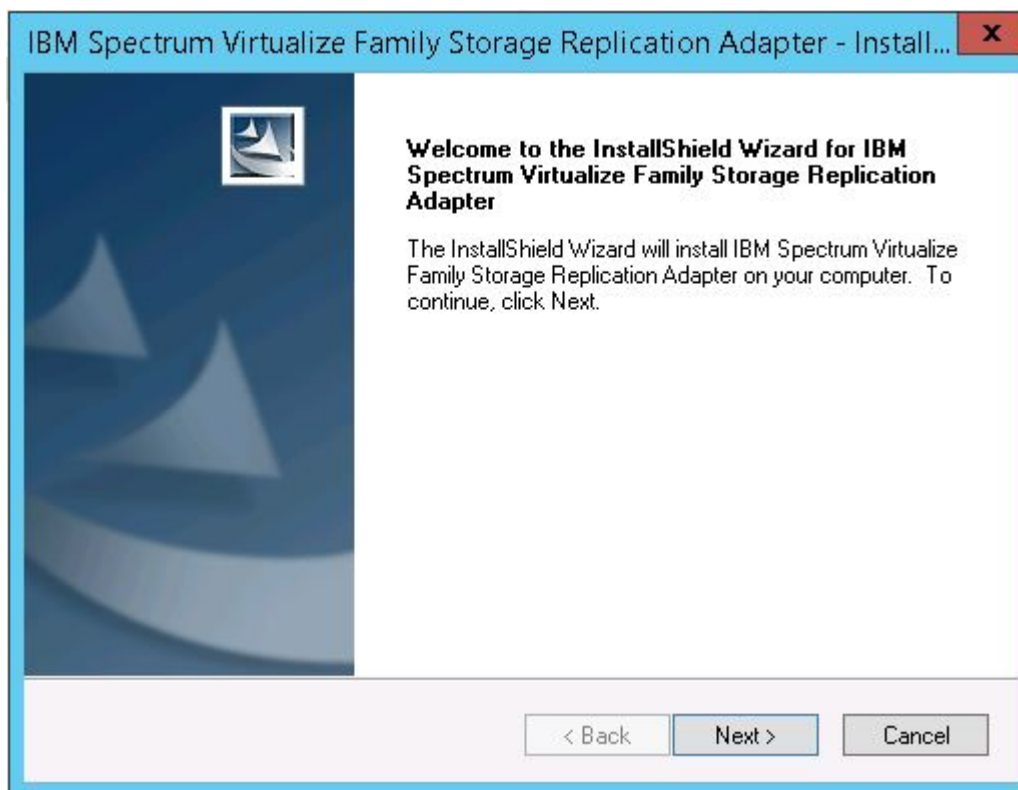 IBM Spectrum Virtualize Family Storage Replication Adapter - Install...
x
Welcome to the InstallShield Wizard for IBM
Spectrum Virtualize Family Storage Replication
Adapter
The InstallShield Wizard will install IBM Spectrum Virtualize
Family Storage Replication Adapter on your computer.  To
continue, click Next.
< Back
Next >
Cancel